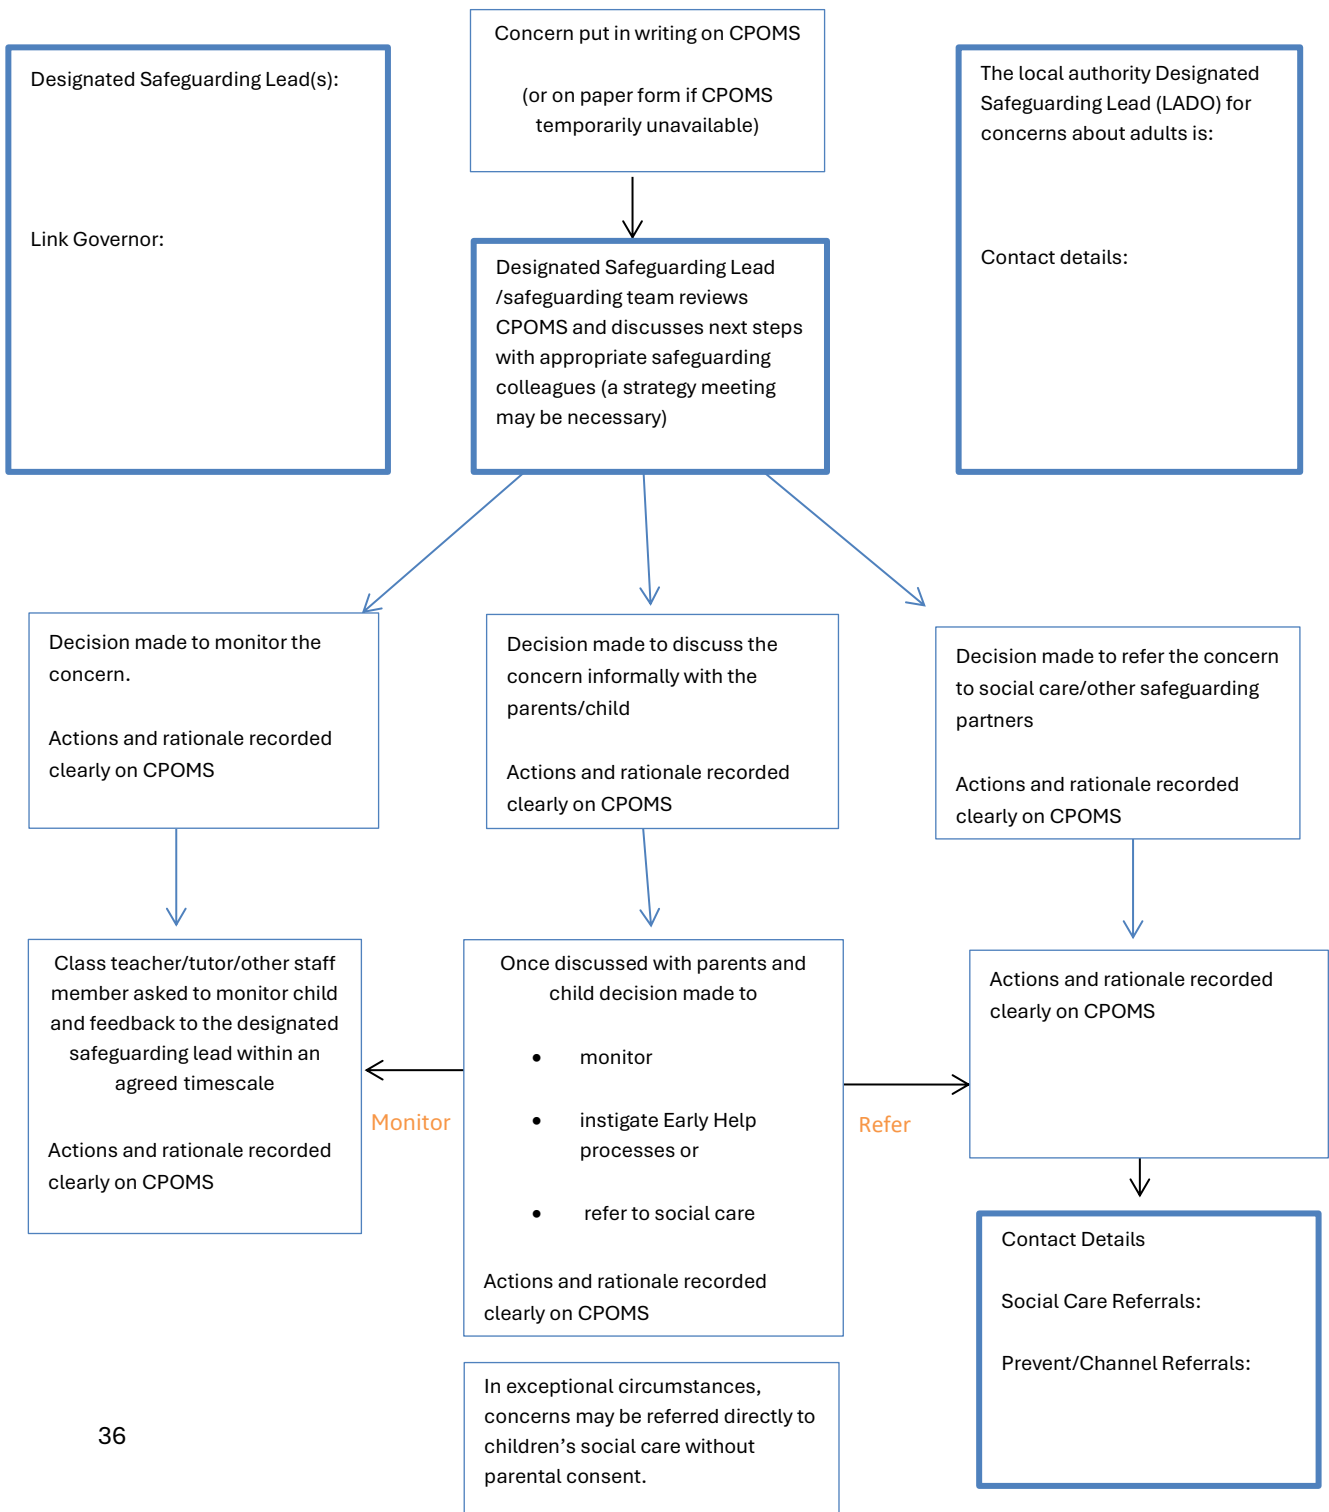 Concern put in writing on CPOMS
(or on paper form if CPOMS
temporarily unavailable)
Designated Safeguarding Lead(s):
Link Governor:
The local authority Designated
Safeguarding Lead (LADO) for
concerns about adults is:
Contact details:
Designated Safeguarding Lead
/safeguarding team reviews
CPOMS and discusses next steps
with appropriate safeguarding
colleagues (a strategy meeting
may be necessary)
Decision made to monitor the
concern.
Actions and rationale recorded
clearly on CPOMS
Decision made to discuss the
concern informally with the
parents/child
Actions and rationale recorded
clearly on CPOMS
Decision made to refer the concern
to social care/other safeguarding
partners
Actions and rationale recorded
clearly on CPOMS
Class teacher/tutor/other staff
member asked to monitor child
and feedback to the designated
safeguarding lead within an
agreed timescale
Actions and rationale recorded
clearly on CPOMS
Monitor
Once discussed with parents and
child decision made to
• monitor
• instigate Early Help
processes or
• refer to social care
Actions and rationale recorded
clearly on CPOMS
Refer
Actions and rationale recorded
clearly on CPOMS
Contact Details
Social Care Referrals:
Prevent/Channel Referrals:
In exceptional circumstances,
concerns may be referred directly to
children’s social care without
parental consent.
36